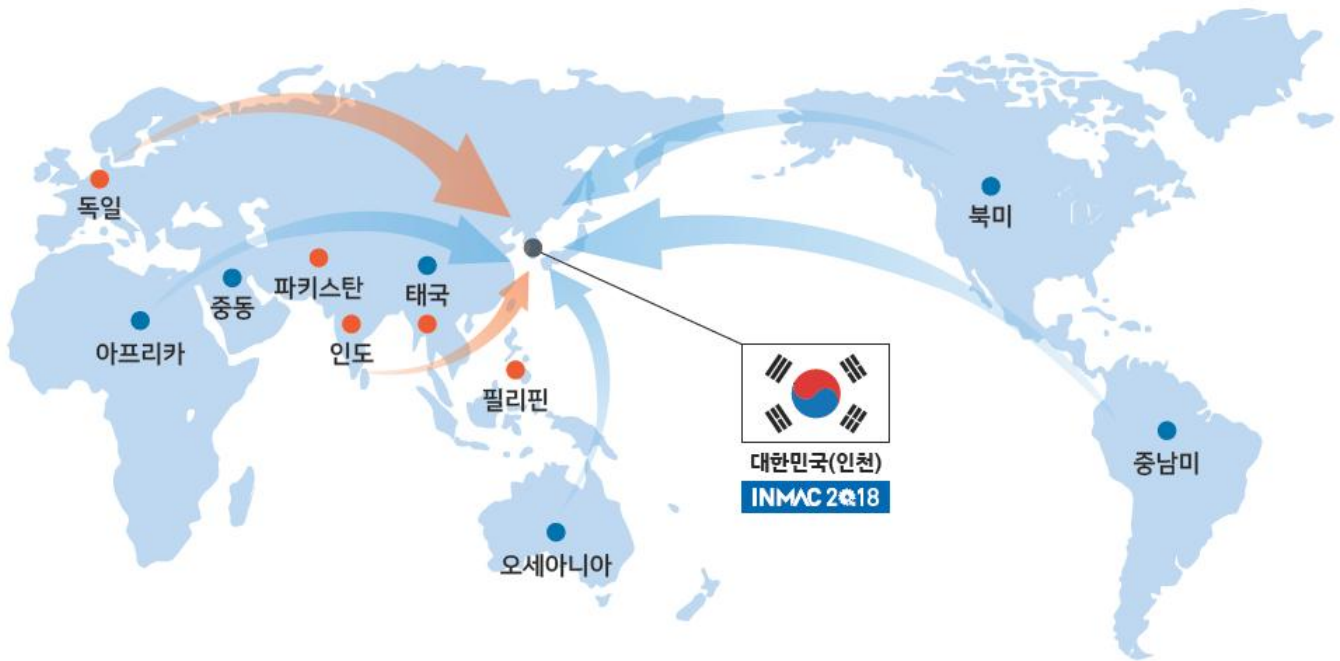 독일
북미
파키스탄
태국
중동
아프리카
인도
필리핀
대한민국(인천)
INMAC 2018
중남미
오세아니아